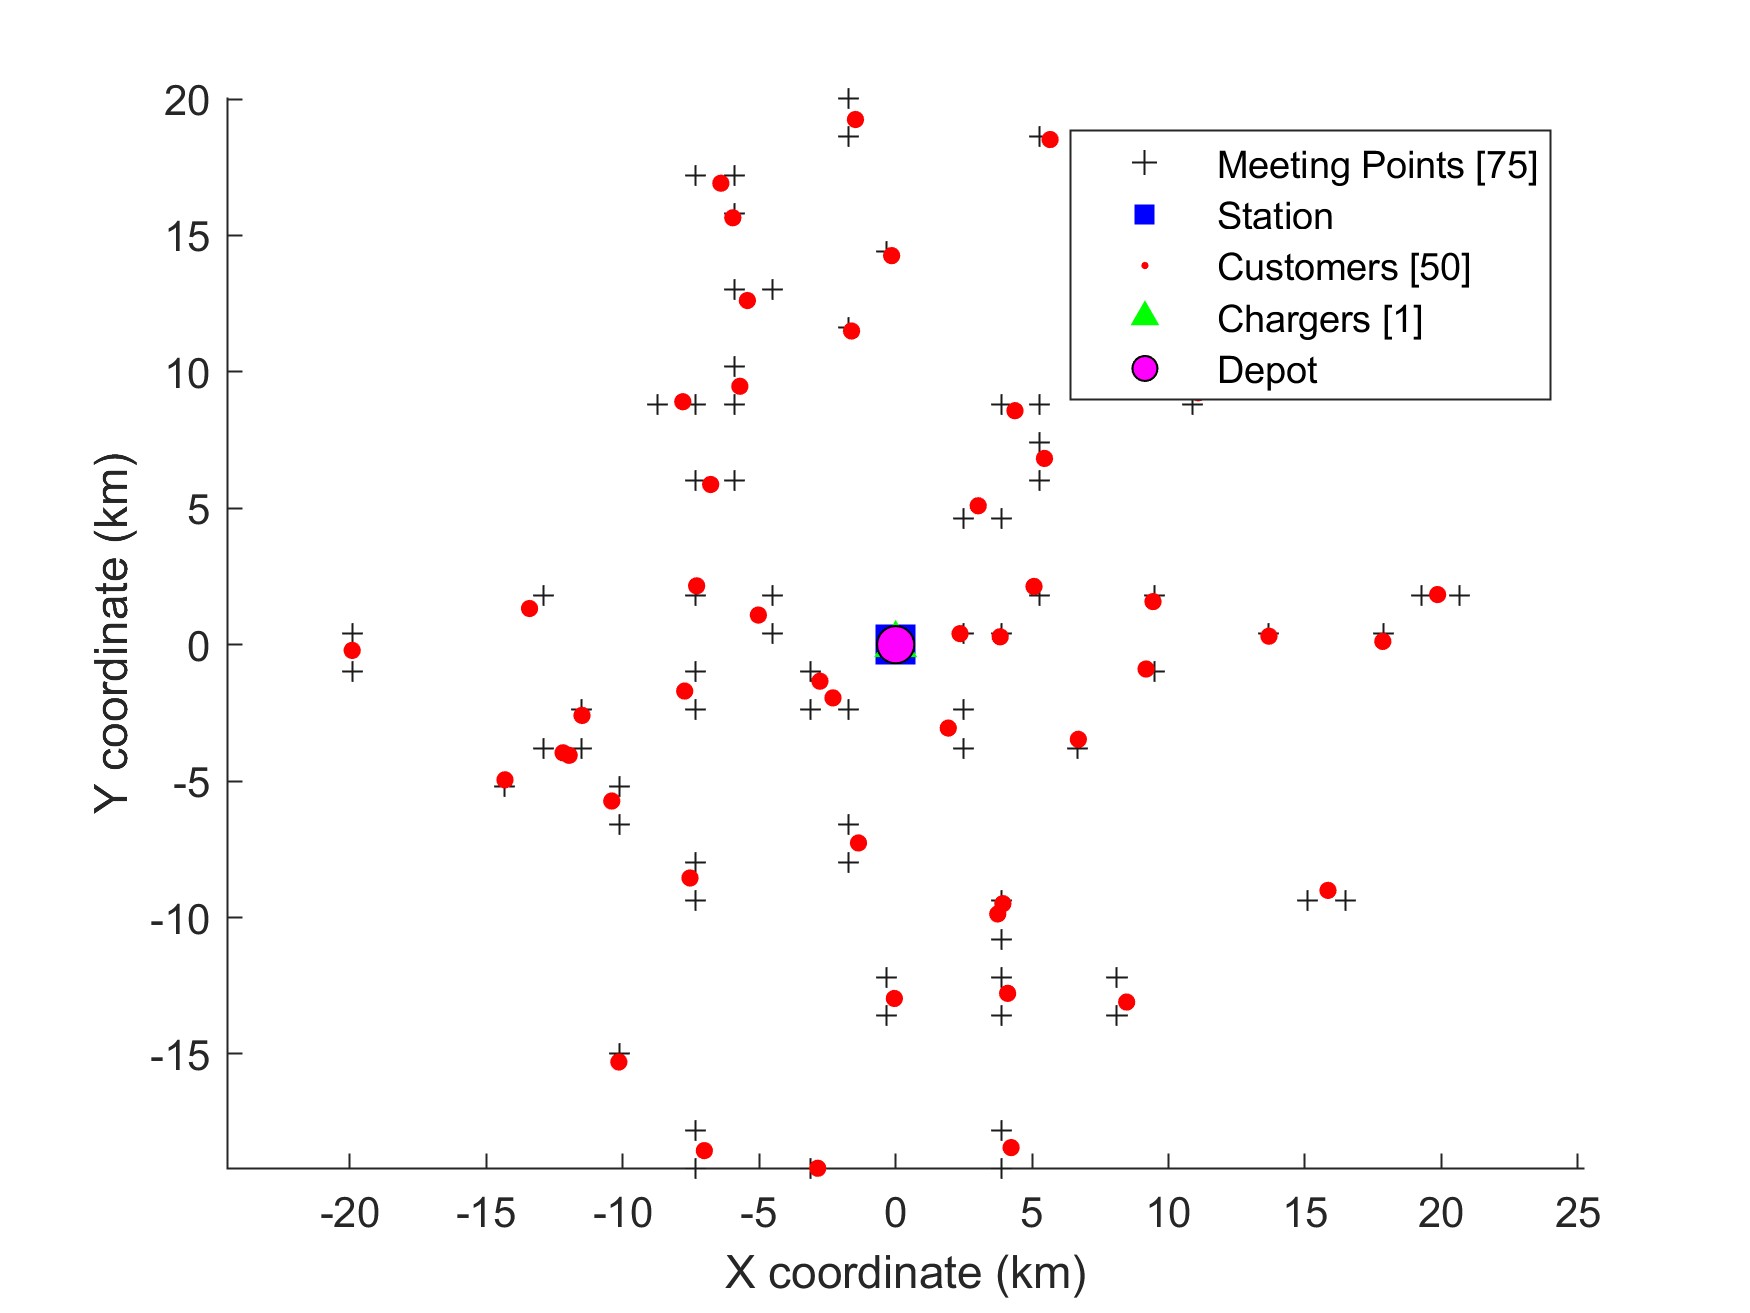 20
15
10
5
0
-5
-10
-15
Y coordinate (km)
Meeting Points [75]
Station
Customers [50]
Chargers [1]
Depot
-20 -15 -10 -5 0 5 10 15 20 25
X coordinate (km)